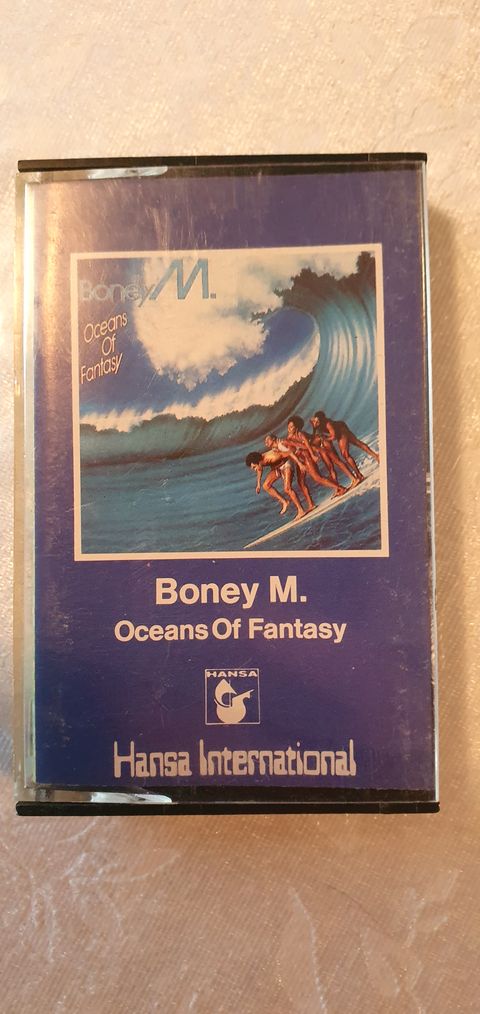 Boney M.
Oceans
Of
Fantasy
Boney M.
Oceans Of Fantasy
HANSA
Hansa International